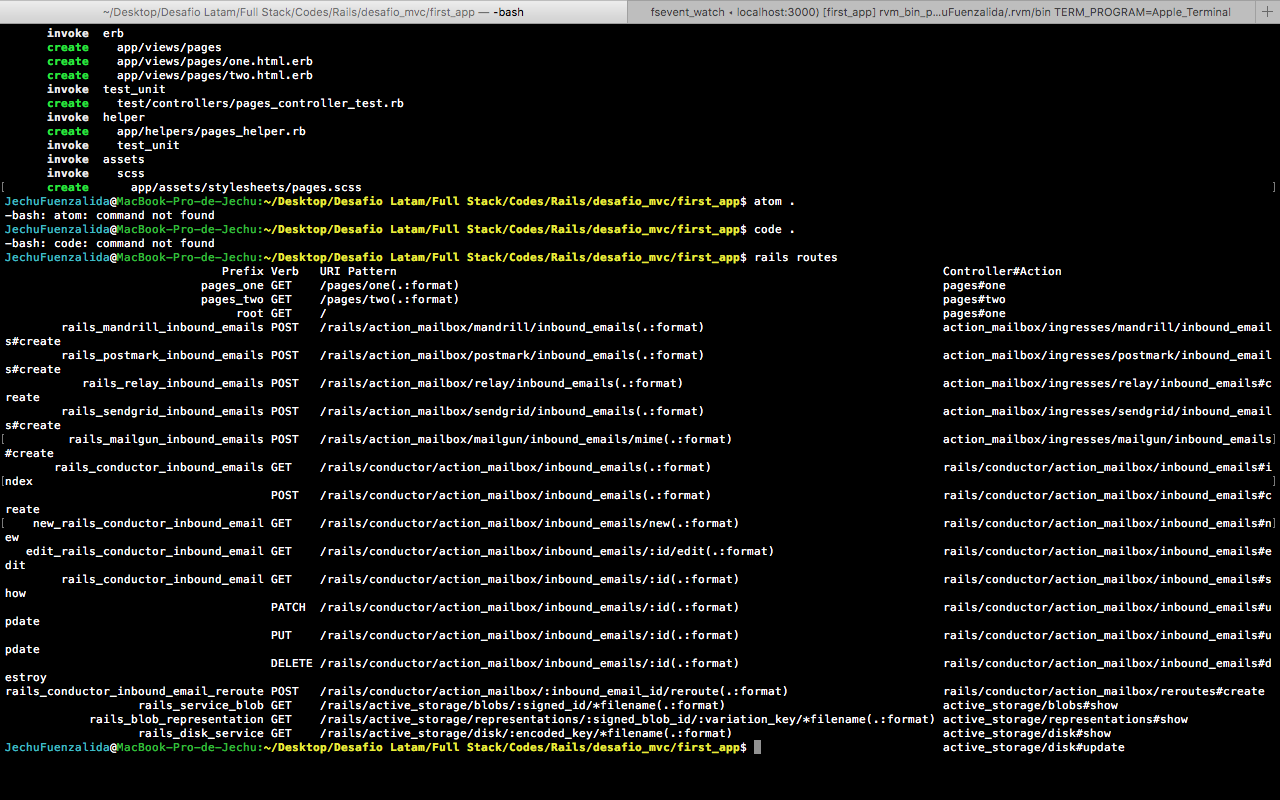 ~/Desktop/Desafio Latam/Full Stack/Codes/Rails/desafio_mvc/first_app — -bash
fsevent_watch ‹ localhost:3000) [first_app] rvm_bin_p...uFuenzalida/.rvm/bin TERM_PROGRAM=Apple_Terminal +
invoke erb
create app/views/pages
create app/views/pages/one.html.erb
create app/views/pages/two.html.erb
invoke test_unit
create test/controllers/pages_controller_test.rb
invoke helper
create app/helpers/pages_helper.rb
invoke test_unit
invoke assets
invoke scss
[ create app/assets/stylesheets/pages.scss ]
JechuFuenzalida@MacBook-Pro-de-Jechu:~/Desktop/Desafio Latam/Full Stack/Codes/Rails/desafio_mvc/first_app$ atom .
-bash: atom: command not found
JechuFuenzalida@MacBook-Pro-de-Jechu:~/Desktop/Desafio Latam/Full Stack/Codes/Rails/desafio_mvc/first_app$ code .
-bash: code: command not found
JechuFuenzalida@MacBook-Pro-de-Jechu:~/Desktop/Desafio Latam/Full Stack/Codes/Rails/desafio_mvc/first_app$ rails routes
Prefix Verb URI Pattern Controller#Action
pages_one GET /pages/one(.:format) pages#one
pages_two GET /pages/two(.:format) pages#two
root GET / pages#one
rails_mandrill_inbound_emails POST /rails/action_mailbox/mandrill/inbound_emails(.:format) action_mailbox/ingresses/mandrill/inbound_email
s#create
rails_postmark_inbound_emails POST /rails/action_mailbox/postmark/inbound_emails(.:format) action_mailbox/ingresses/postmark/inbound_email
s#create
rails_relay_inbound_emails POST /rails/action_mailbox/relay/inbound_emails(.:format) action_mailbox/ingresses/relay/inbound_emails#c
reate
rails_sendgrid_inbound_emails POST /rails/action_mailbox/sendgrid/inbound_emails(.:format) action_mailbox/ingresses/sendgrid/inbound_email
s#create
[ rails_mailgun_inbound_emails POST /rails/action_mailbox/mailgun/inbound_emails/mime(.:format) action_mailbox/ingresses/mailgun/inbound_emails]
#create
rails_conductor_inbound_emails GET /rails/conductor/action_mailbox/inbound_emails(.:format) rails/conductor/action_mailbox/inbound_emails#i
[ndex ]
POST /rails/conductor/action_mailbox/inbound_emails(.:format) rails/conductor/action_mailbox/inbound_emails#c
reate
[ new_rails_conductor_inbound_email GET /rails/conductor/action_mailbox/inbound_emails/new(.:format) rails/conductor/action_mailbox/inbound_emails#n]
ew
edit_rails_conductor_inbound_email GET /rails/conductor/action_mailbox/inbound_emails/:id/edit(.:format) rails/conductor/action_mailbox/inbound_emails#e
dit
rails_conductor_inbound_email GET /rails/conductor/action_mailbox/inbound_emails/:id(.:format) rails/conductor/action_mailbox/inbound_emails#s
how
PATCH /rails/conductor/action_mailbox/inbound_emails/:id(.:format) rails/conductor/action_mailbox/inbound_emails#u
pdate
PUT /rails/conductor/action_mailbox/inbound_emails/:id(.:format) rails/conductor/action_mailbox/inbound_emails#u
pdate
DELETE /rails/conductor/action_mailbox/inbound_emails/:id(.:format) rails/conductor/action_mailbox/inbound_emails#d
estroy
rails_conductor_inbound_email_reroute POST /rails/conductor/action_mailbox/:inbound_email_id/reroute(.:format) rails/conductor/action_mailbox/reroutes#create
rails_service_blob GET /rails/active_storage/blobs/:signed_id/*filename(.:format) active_storage/blobs#show
rails_blob_representation GET /rails/active_storage/representations/:signed_blob_id/:variation_key/*filename(.:format) active_storage/representations#show
rails_disk_service GET /rails/active_storage/disk/:encoded_key/*filename(.:format) active_storage/disk#show
JechuFuenzalida@MacBook-Pro-de-Jechu:~/Desktop/Desafio Latam/Full Stack/Codes/Rails/desafio_mvc/first_app$ active_storage/disk#update